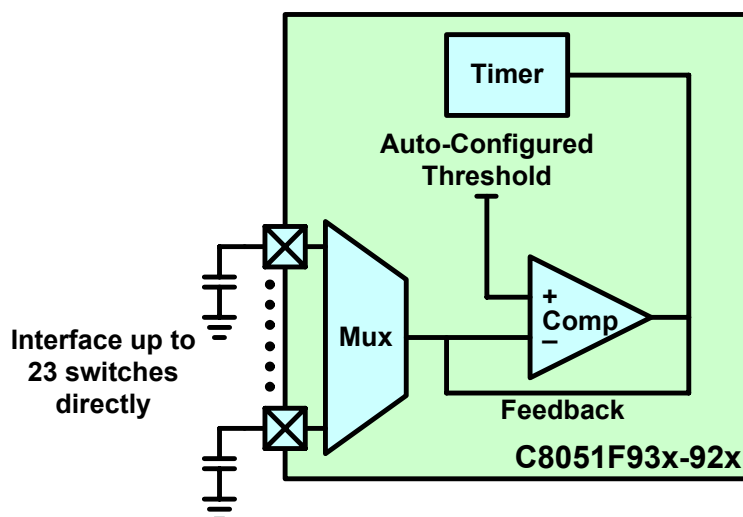 Timer
Auto-Configured
Threshold
+
Comp
–
Mux
Interface up to
23 switches
directly
Feedback
C8051F93x-92x